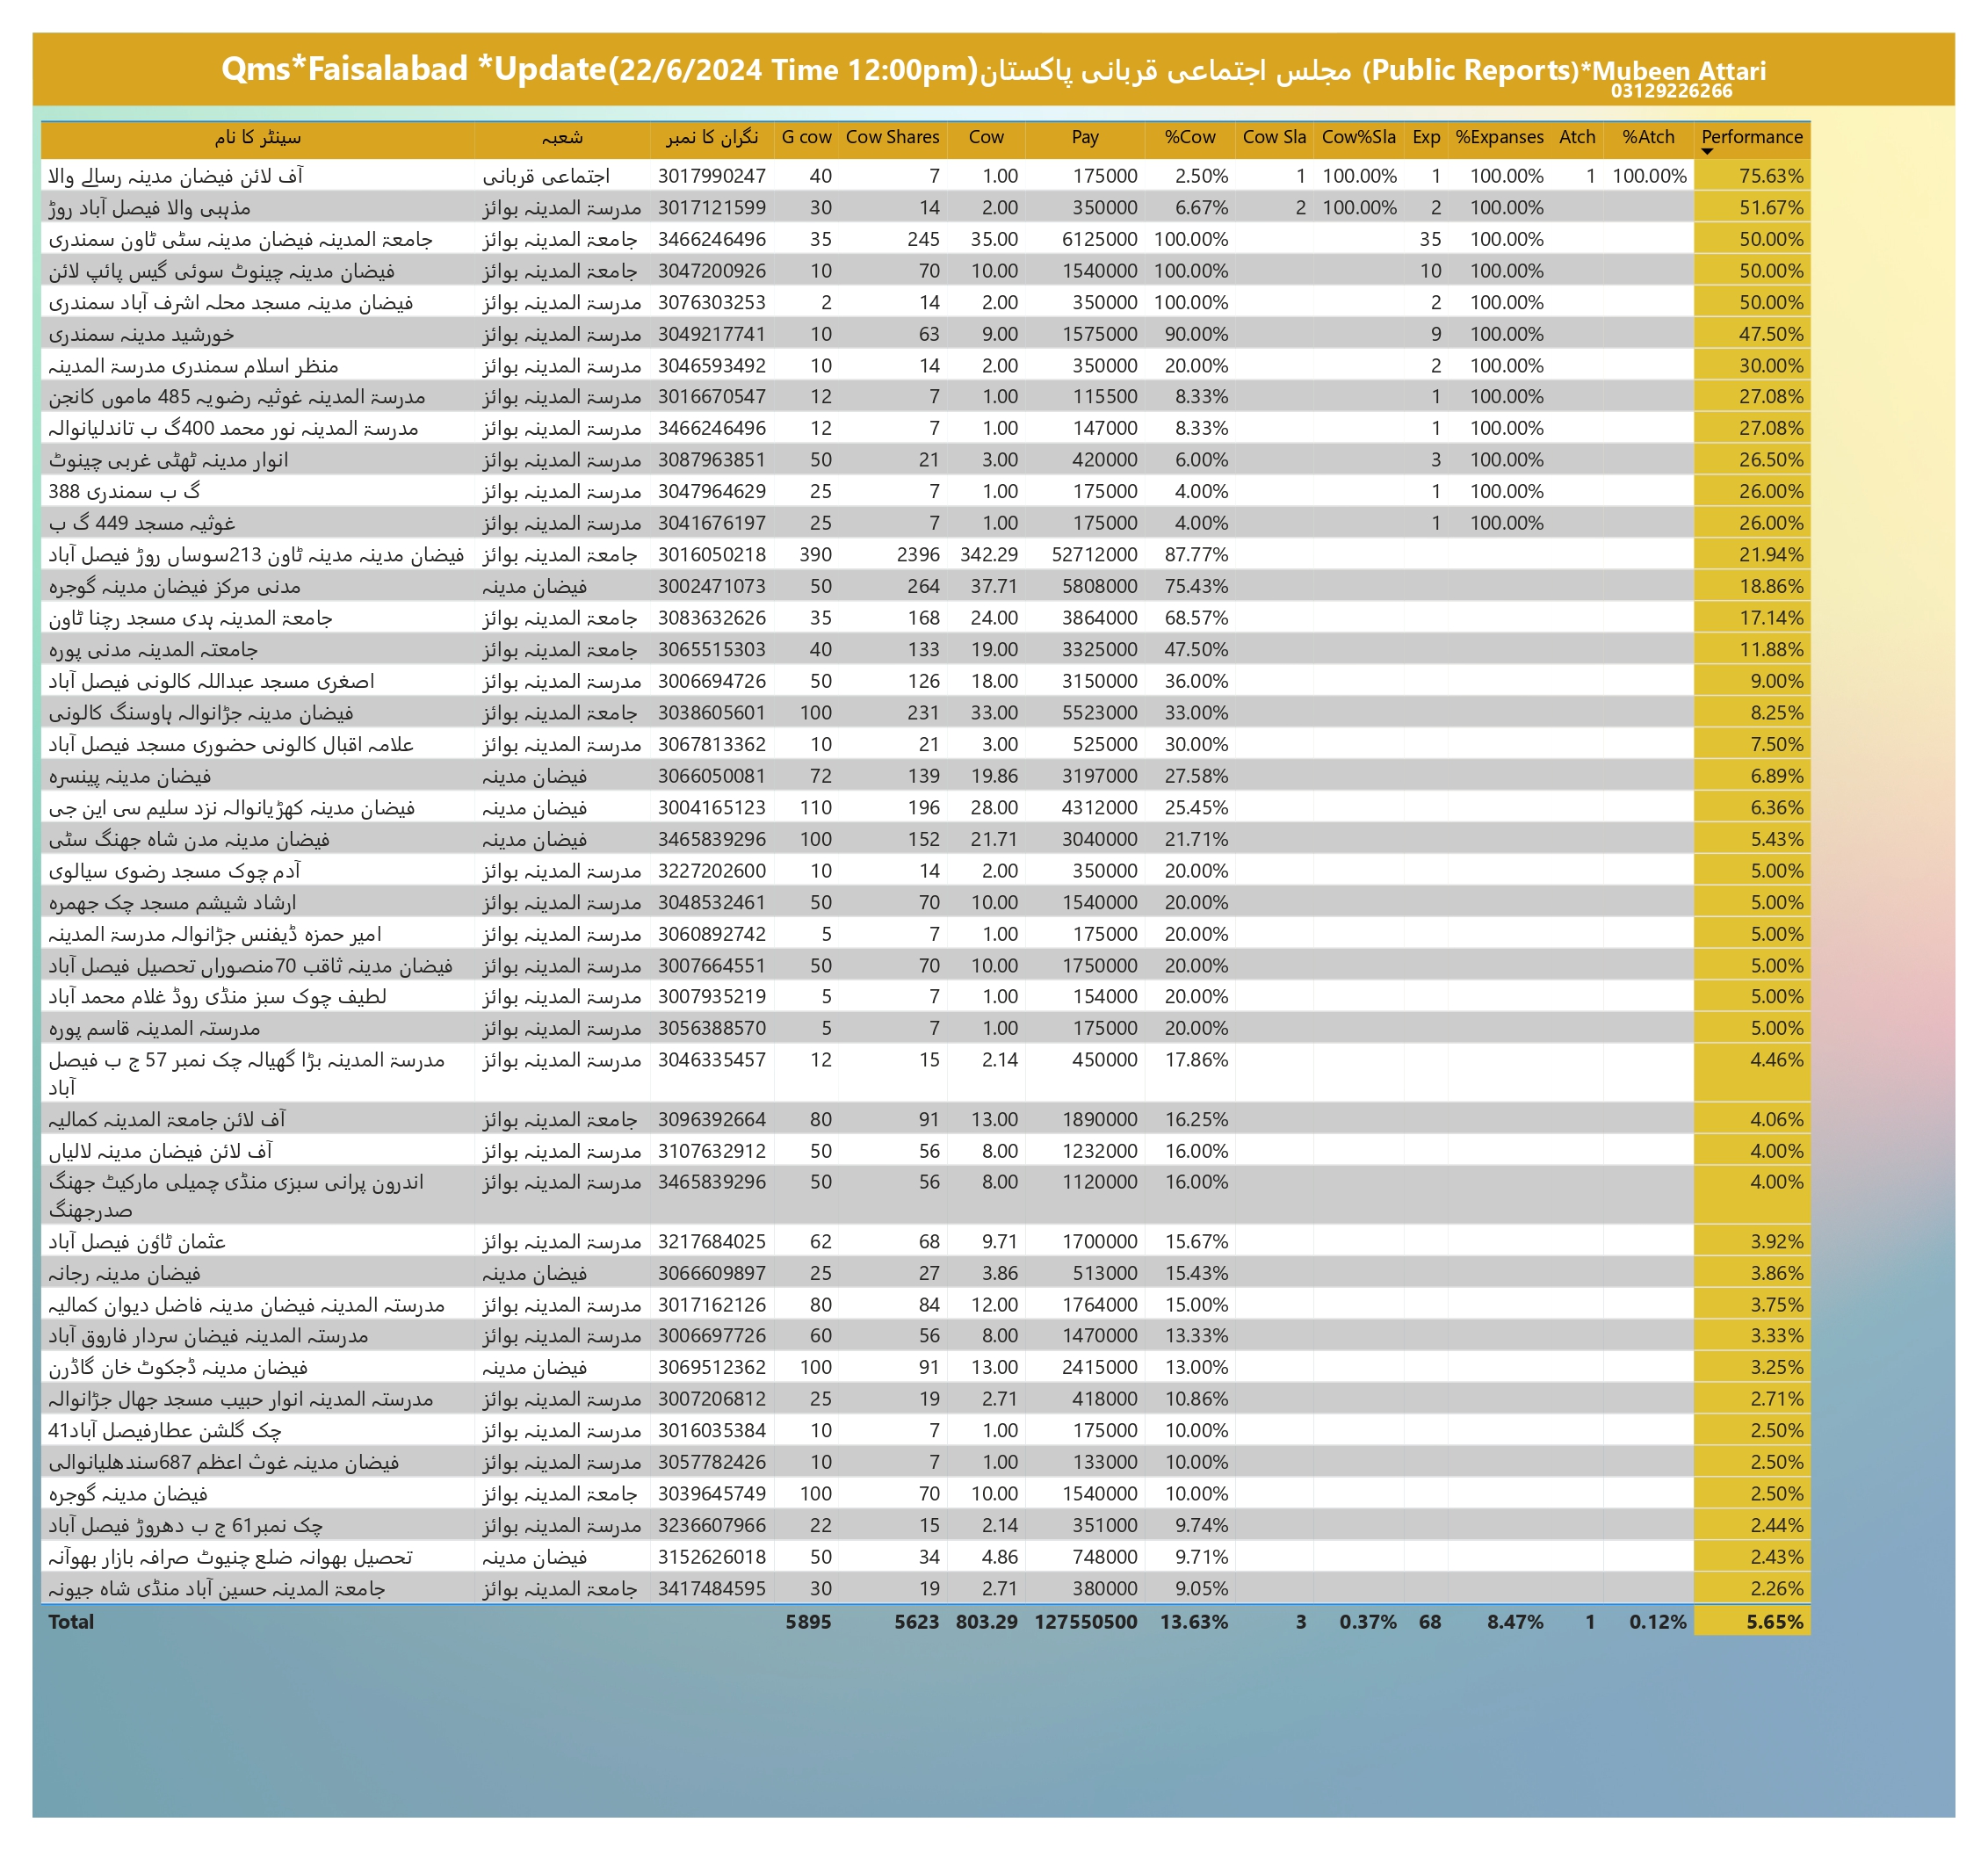 Qms*Faisalabad *Update(22/6/2024 Time 12:00pm)مجلس اجتماعی قربانی پاکستان (Public Reports)*Mubeen Attari
03129226266
سینٹر کا نام شعبہ نگران کا نمبر G cow Cow Shares Cow Pay %Cow Cow Sla Cow%Sla Exp %Expanses Atch %Atch Performance
آف لائن فیضان مدینہ رسالے والا اجتماعی قربانی 3017990247 40 7 1.00 175000 2.50% 1 100.00% 1 100.00% 1 100.00% 75.63%
مذہبی والا فیصل آباد روڑ مدرسۃ المدینہ بوائز 3017121599 30 14 2.00 350000 6.67% 2 100.00% 2 100.00% 51.67%
جامعۃ المدینہ فیضان مدینہ سٹی ٹاون سمندری جامعۃ المدینہ بوائز 3466246496 35 245 35.00 6125000 100.00% 35 100.00% 50.00%
فیضان مدینہ چینوٹ سوئی گیس پائپ لائن جامعۃ المدینہ بوائز 3047200926 10 70 10.00 1540000 100.00% 10 100.00% 50.00%
فیضان مدینہ مسجد محلہ اشرف آباد سمندری مدرسۃ المدینہ بوائز 3076303253 2 14 2.00 350000 100.00% 2 100.00% 50.00%
خورشید مدینہ سمندری مدرسۃ المدینہ بوائز 3049217741 10 63 9.00 1575000 90.00% 9 100.00% 47.50%
منظر اسلام سمندری مدرسۃ المدینہ مدرسۃ المدینہ بوائز 3046593492 10 14 2.00 350000 20.00% 2 100.00% 30.00%
مدرسۃ المدینہ غوثیہ رضویہ 485 ماموں کانجن مدرسۃ المدینہ بوائز 3016670547 12 7 1.00 115500 8.33% 1 100.00% 27.08%
مدرسۃ المدینہ نور محمد 400گ ب تاندلیانوالہ مدرسۃ المدینہ بوائز 3466246496 12 7 1.00 147000 8.33% 1 100.00% 27.08%
انوار مدینہ ٹھٹی غربی چینوٹ مدرسۃ المدینہ بوائز 3087963851 50 21 3.00 420000 6.00% 3 100.00% 26.50%
388 گ ب سمندری مدرسۃ المدینہ بوائز 3047964629 25 7 1.00 175000 4.00% 1 100.00% 26.00%
غوثیہ مسجد 449 گ ب مدرسۃ المدینہ بوائز 3041676197 25 7 1.00 175000 4.00% 1 100.00% 26.00%
فیضان مدینہ مدینہ ٹاون 213سوساں روڑ فیصل آباد جامعۃ المدینہ بوائز 3016050218 390 2396 342.29 52712000 87.77% 21.94%
مدنی مرکز فیضان مدینہ گوجرہ فیضان مدینہ 3002471073 50 264 37.71 5808000 75.43% 18.86%
جامعۃ المدینہ ہدی مسجد رچنا ٹاون جامعۃ المدینہ بوائز 3083632626 35 168 24.00 3864000 68.57% 17.14%
جامعتہ المدینہ مدنی پورہ جامعۃ المدینہ بوائز 3065515303 40 133 19.00 3325000 47.50% 11.88%
اصغری مسجد عبداللہ کالونی فیصل آباد مدرسۃ المدینہ بوائز 3006694726 50 126 18.00 3150000 36.00% 9.00%
فیضان مدینہ جڑانوالہ ہاوسنگ کالونی جامعۃ المدینہ بوائز 3038605601 100 231 33.00 5523000 33.00% 8.25%
علامہ اقبال کالونی حضوری مسجد فیصل آباد مدرسۃ المدینہ بوائز 3067813362 10 21 3.00 525000 30.00% 7.50%
فیضان مدینہ پینسرہ فیضان مدینہ 3066050081 72 139 19.86 3197000 27.58% 6.89%
فیضان مدینہ کھڑیانوالہ نزد سلیم سی این جی فیضان مدینہ 3004165123 110 196 28.00 4312000 25.45% 6.36%
فیضان مدینہ مدن شاہ جھنگ سٹی فیضان مدینہ 3465839296 100 152 21.71 3040000 21.71% 5.43%
آدم چوک مسجد رضوی سیالوی مدرسۃ المدینہ بوائز 3227202600 10 14 2.00 350000 20.00% 5.00%
ارشاد شیشم مسجد چک جھمرہ مدرسۃ المدینہ بوائز 3048532461 50 70 10.00 1540000 20.00% 5.00%
امیر حمزہ ڈیفنس جڑانوالہ مدرسۃ المدینہ مدرسۃ المدینہ بوائز 3060892742 5 7 1.00 175000 20.00% 5.00%
فیضان مدینہ ثاقب 70منصوراں تحصیل فیصل آباد مدرسۃ المدینہ بوائز 3007664551 50 70 10.00 1750000 20.00% 5.00%
لطیف چوک سبز منڈی روڈ غلام محمد آباد مدرسۃ المدینہ بوائز 3007935219 5 7 1.00 154000 20.00% 5.00%
مدرستہ المدینہ قاسم پورہ مدرسۃ المدینہ بوائز 3056388570 5 7 1.00 175000 20.00% 5.00%
مدرسۃ المدینہ بڑا گھیالہ چک نمبر 57 ج ب فیصل مدرسۃ المدینہ بوائز 3046335457 12 15 2.14 450000 17.86% 4.46%
آباد
آف لائن جامعۃ المدینہ کمالیہ جامعۃ المدینہ بوائز 3096392664 80 91 13.00 1890000 16.25% 4.06%
آف لائن فیضان مدینہ لالیاں مدرسۃ المدینہ بوائز 3107632912 50 56 8.00 1232000 16.00% 4.00%
اندرون پرانی سبزی منڈی چمیلی مارکیٹ جھنگ مدرسۃ المدینہ بوائز 3465839296 50 56 8.00 1120000 16.00% 4.00%
صدرجھنگ
عثمان ٹاؤن فیصل آباد مدرسۃ المدینہ بوائز 3217684025 62 68 9.71 1700000 15.67% 3.92%
فیضان مدینہ رجانہ فیضان مدینہ 3066609897 25 27 3.86 513000 15.43% 3.86%
مدرستہ المدینہ فیضان مدینہ فاضل دیوان کمالیہ مدرسۃ المدینہ بوائز 3017162126 80 84 12.00 1764000 15.00% 3.75%
مدرستہ المدینہ فیضان سردار فاروق آباد مدرسۃ المدینہ بوائز 3006697726 60 56 8.00 1470000 13.33% 3.33%
فیضان مدینہ ڈجکوٹ خان گاڈرن فیضان مدینہ 3069512362 100 91 13.00 2415000 13.00% 3.25%
مدرستہ المدینہ انوار حبیب مسجد جھال جڑانوالہ مدرسۃ المدینہ بوائز 3007206812 25 19 2.71 418000 10.86% 2.71%
41چک گلشن عطارفیصل آباد مدرسۃ المدینہ بوائز 3016035384 10 7 1.00 175000 10.00% 2.50%
فیضان مدینہ غوث اعظم 687سندھلیانوالی مدرسۃ المدینہ بوائز 3057782426 10 7 1.00 133000 10.00% 2.50%
فیضان مدینہ گوجرہ جامعۃ المدینہ بوائز 3039645749 100 70 10.00 1540000 10.00% 2.50%
چک نمبر61 ج ب دھروڑ فیصل آباد مدرسۃ المدینہ بوائز 3236607966 22 15 2.14 351000 9.74% 2.44%
تحصیل بھوانہ ضلع چنیوٹ صرافہ بازار بھوآنہ فیضان مدینہ 3152626018 50 34 4.86 748000 9.71% 2.43%
جامعۃ المدینہ حسین آباد منڈی شاہ جیونہ جامعۃ المدینہ بوائز 3417484595 30 19 2.71 380000 9.05% 2.26%
Total 5895 5623 803.29 127550500 13.63% 3 0.37% 68 8.47% 1 0.12% 5.65%